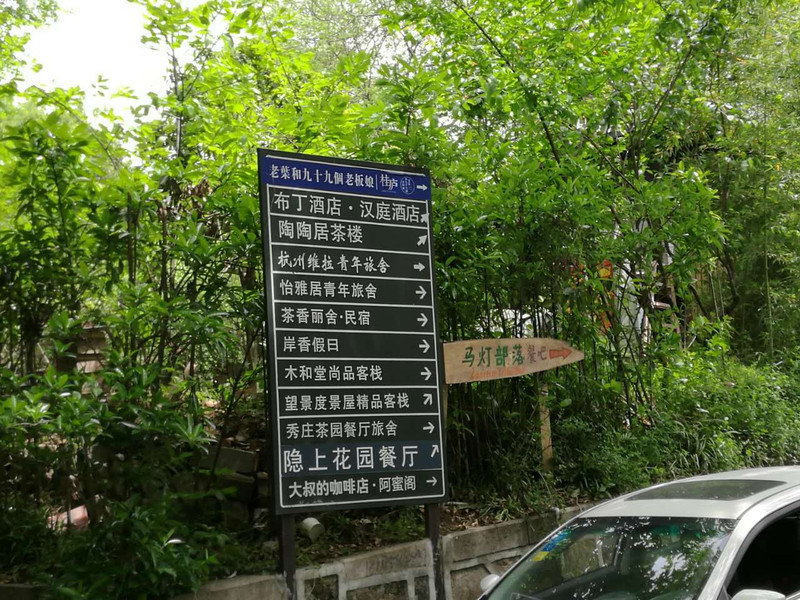 老葉和九十九個老板娘 桂庐
布丁酒店·汉庭酒店
陶陶居茶楼
杭州维拉青年旅舍
怡雅居青年旅舍
茶香丽舍·民宿
岸香假日
木和堂尚品客栈
望景度景屋精品客栈
秀庄茶园餐厅旅舍
隐上花园餐厅
大叔的咖啡店·阿蜜阁
马灯部落餐吧